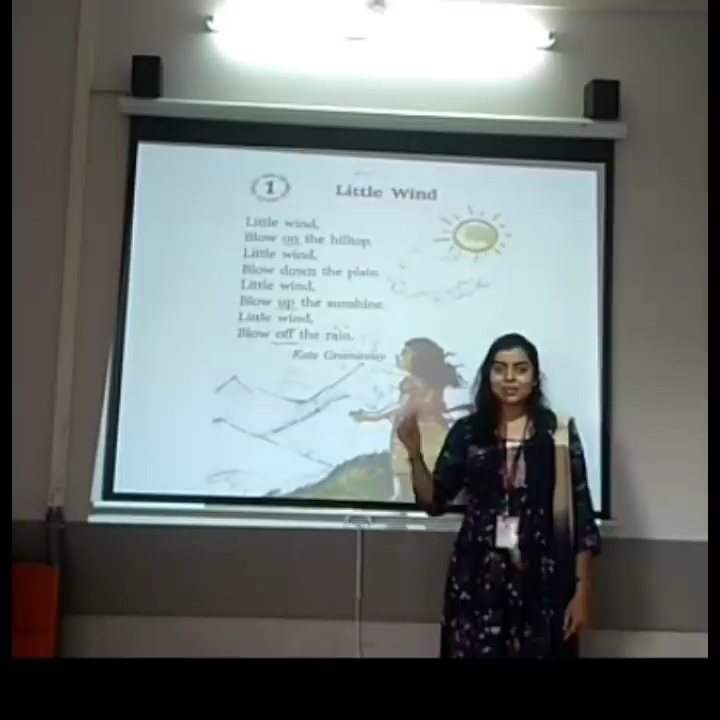 1
Little Wind
Little wind,
Blow on the hilltop.
Little wind,
Blow down the plain.
Little wind,
Blow up the sunshine.
Little wind,
Blow off the rain.
Kate Greenaway